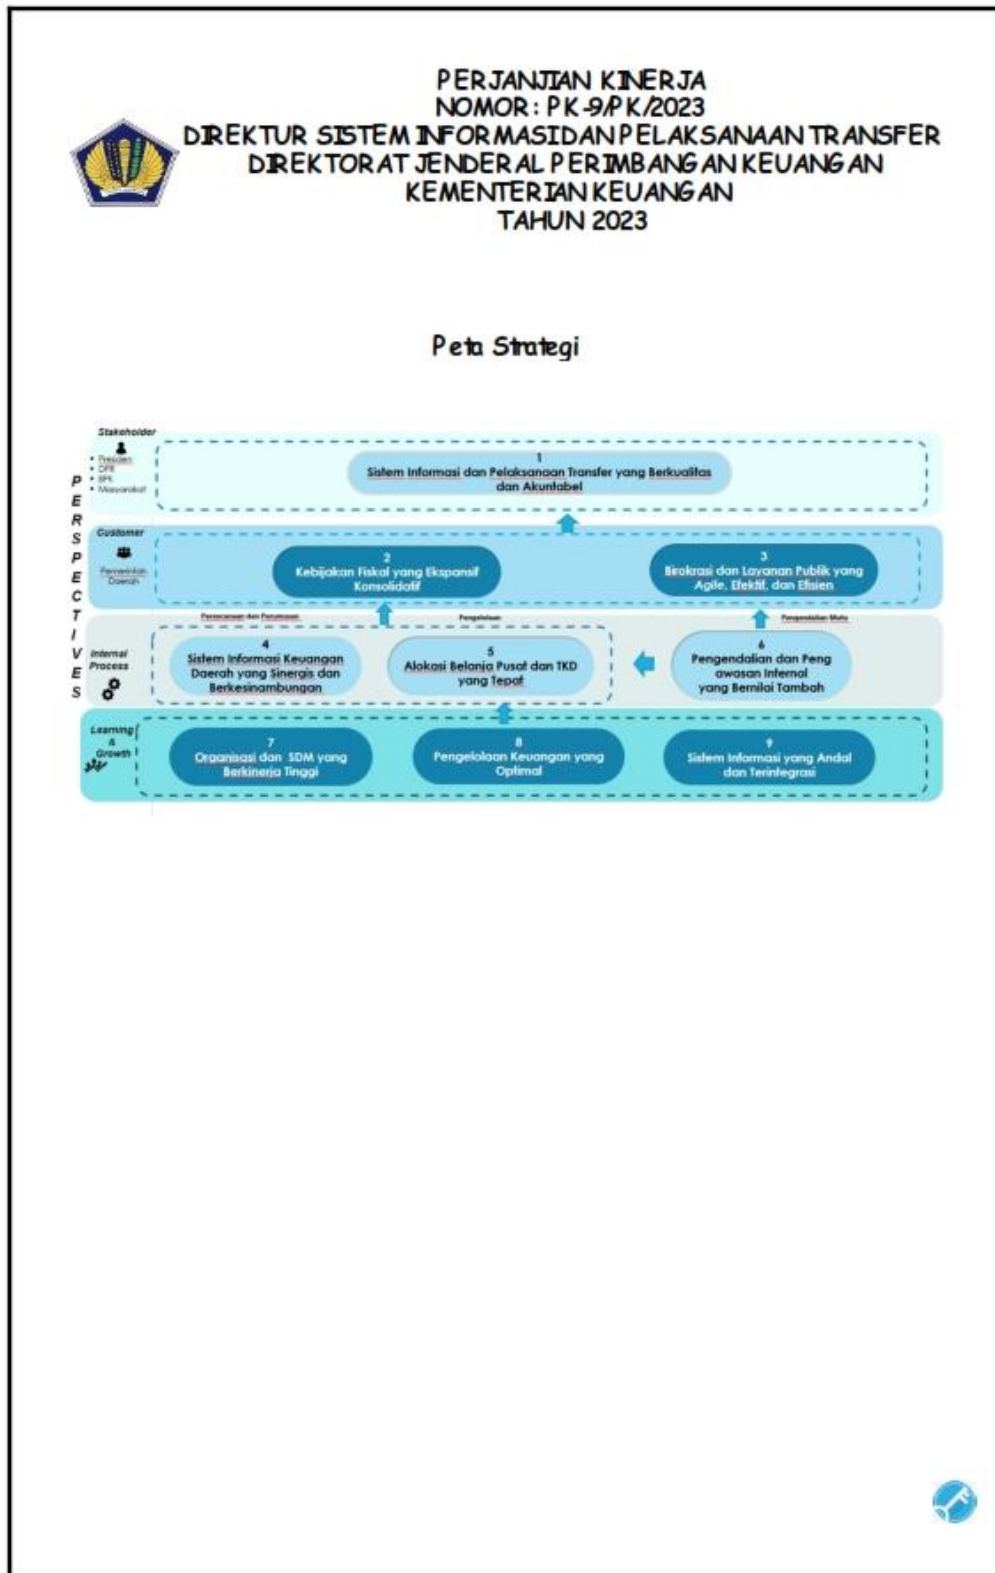 PERJANJIAN KINERJA
NOMOR: PK-9/PK/2023
DIREKTUR SISTEM INFORMASI DAN PELAKSANAAN TRANSFER
DIREKTORAT JENDERAL PERIMBANGAN KEUANGAN
KEMENTERIAN KEUANGAN
TAHUN 2023
Peta Strategi
PERSPECTIVES
Stakeholder
• Presiden
• DPR
• BPK
• Masyarakat
1
Sistem Informasi dan Pelaksanaan Transfer yang Berkualitas
dan Akuntabel
Customer
Pemerintah
Daerah
2
Kebijakan Fiskal yang Ekspansif
Konsolidatif
3
Birokrasi dan Layanan Publik yang
Agile, Efektif, dan Efisien
Perencanaan dan Perumusan
Pengelolaan
Pengendalian Mutu
Internal
Process
4
Sistem Informasi Keuangan
Daerah yang Sinergis dan
Berkesinambungan
5
Alokasi Belanja Pusat dan TKD
yang Tepat
6
Pengendalian dan Peng
awasan Internal
yang Bernilai Tambah
Learning
&
Growth
7
Organisasi dan SDM yang
Berkinerja Tinggi
8
Pengelolaan Keuangan yang
Optimal
9
Sistem Informasi yang Andal
dan Terintegrasi